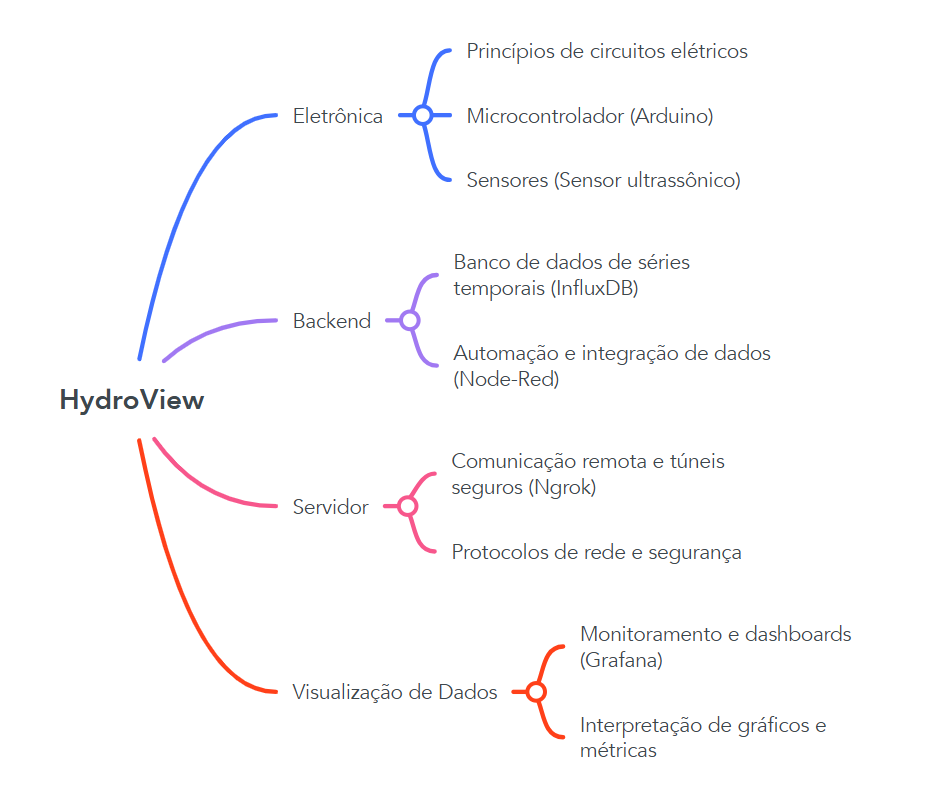 HydroView
Eletrônica
Princípios de circuitos elétricos
Microcontrolador (Arduino)
Sensores (Sensor ultrassônico)
Backend
Banco de dados de séries
temporais (InfluxDB)
Automação e integração de dados
(Node-Red)
Servidor
Comunicação remota e túneis
seguros (Ngrok)
Protocolos de rede e segurança
Visualização de Dados
Monitoramento e dashboards
(Grafana)
Interpretação de gráficos e
métricas